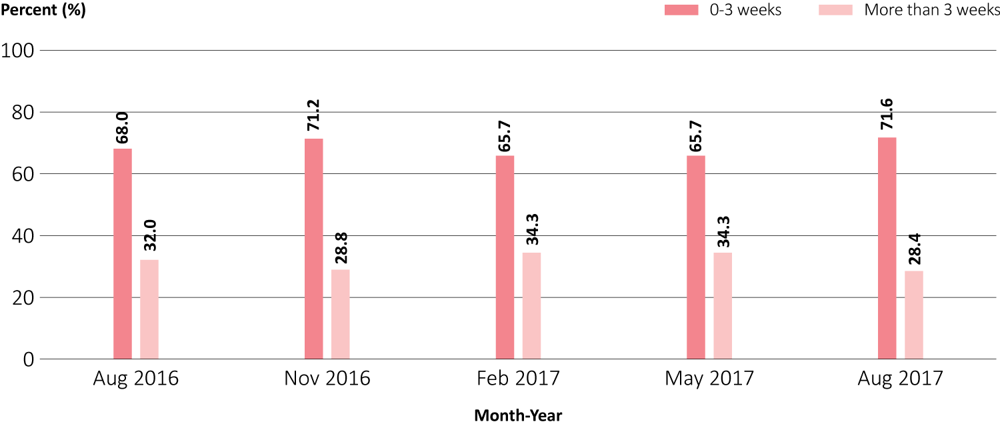 Percent (%)
0-3 weeks
More than 3 weeks
100
80
60
40
20
0
68.0
32.0
71.2
28.8
65.7
34.3
65.7
34.3
71.6
28.4
Aug 2016
Nov 2016
Feb 2017
May 2017
Aug 2017
Month-Year